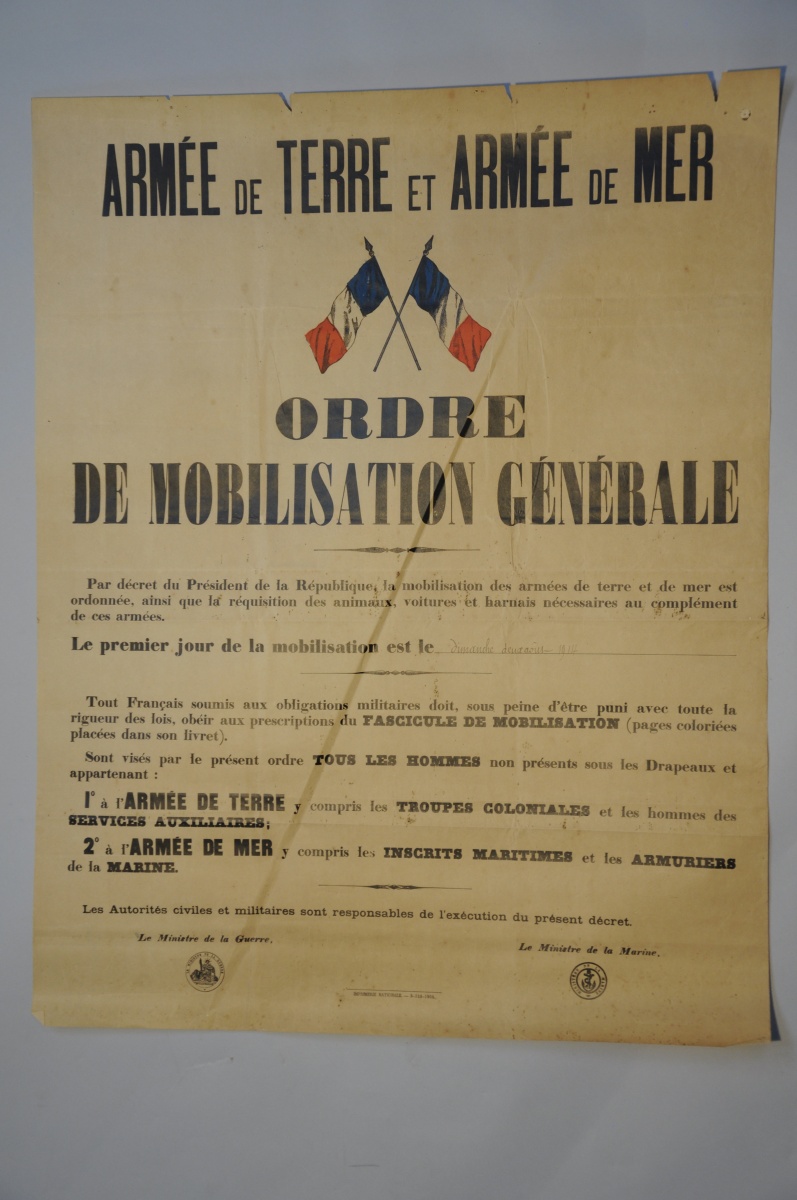 ARMÉE DE TERRE ET ARMÉE DE MER
ORDRE
DE MOBILISATION GÉNÉRALE
Par décret du Président de la République, la mobilisation des armées de terre et de mer est
ordonnée, ainsi que la réquisition des animaux, voitures et harnais nécessaires au complément
de ces armées.
Le premier jour de la mobilisation est le Dimanche deux août 1914
Tout Français soumis aux obligations militaires doit, sous peine d'être puni avec toute la
rigueur des lois, obéir aux prescriptions du FASCICULE DE MOBILISATION (pages coloriées
placées dans son livret).
Sont visés par le présent ordre TOUS LES HOMMES non présents sous les Drapeaux et
appartenant :
1° à l'ARMÉE DE TERRE y compris les TROUPES COLONIALES et les hommes des
SERVICES AUXILIAIRES;
2° à l'ARMÉE DE MER y compris les INSCRITS MARITIMES et les ARMURIERS
de la MARINE.
Les Autorités civiles et militaires sont responsables de l'exécution du présent décret.
Le Ministre de la Guerre,
Le Ministre de la Marine,
IMPRIMERIE NATIONALE